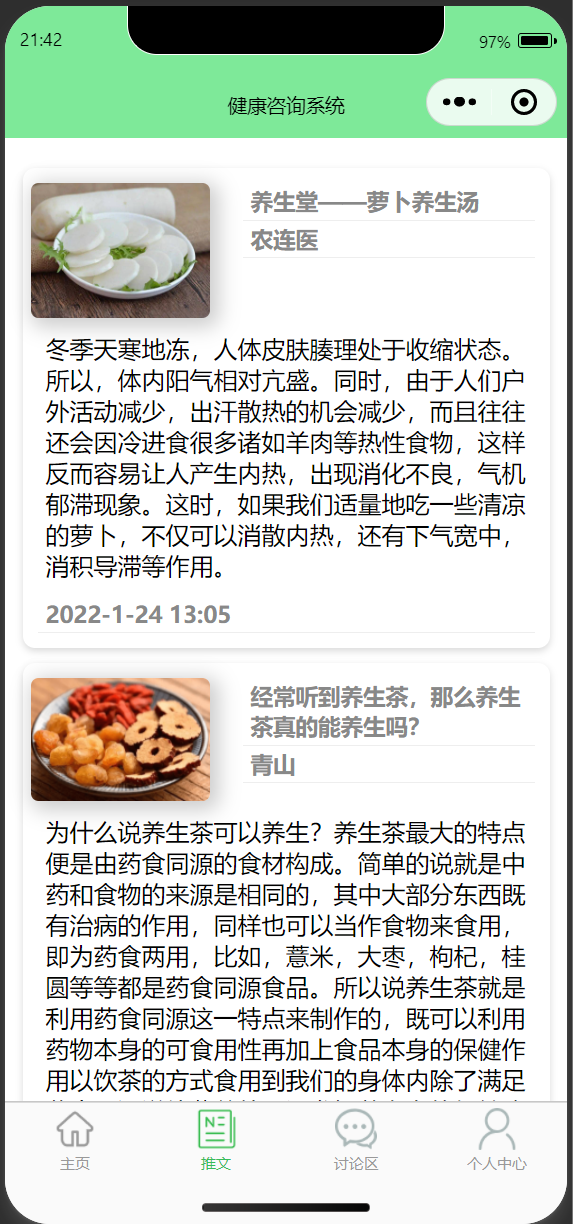 21:42
97%
健康咨询系统
养生堂——萝卜养生汤
农连医
冬季天寒地冻，人体皮肤腠理处于收缩状态。
所以，体内阳气相对亢盛。同时，由于人们户
外活动减少，出汗散热的机会减少，而且往往
还会因冷进食很多诸如羊肉等热性食物，这样
反而容易让人产生内热，出现消化不良，气机
郁滞现象。这时，如果我们适量地吃一些清凉
的萝卜，不仅可以消散内热，还有下气宽中，
消积导滞等作用。
2022-1-24 13:05
经常听到养生茶，那么养生
茶真的能养生吗？
青山
为什么说养生茶可以养生？养生茶最大的特点
便是由药食同源的食材构成。简单的说就是中
药和食物的来源是相同的，其中大部分东西既
有治病的作用，同样也可以当作食物来食用，
即为药食两用，比如，薏米，大枣，枸杞，桂
圆等等都是药食同源食品。所以说养生茶就是
利用药食同源这一特点来制作的，既可以利用
药物本身的可食用性再加上食品本身的保健作
用以饮茶的方式食用到我们的身体内除了满足
主页
推文
讨论区
个人中心